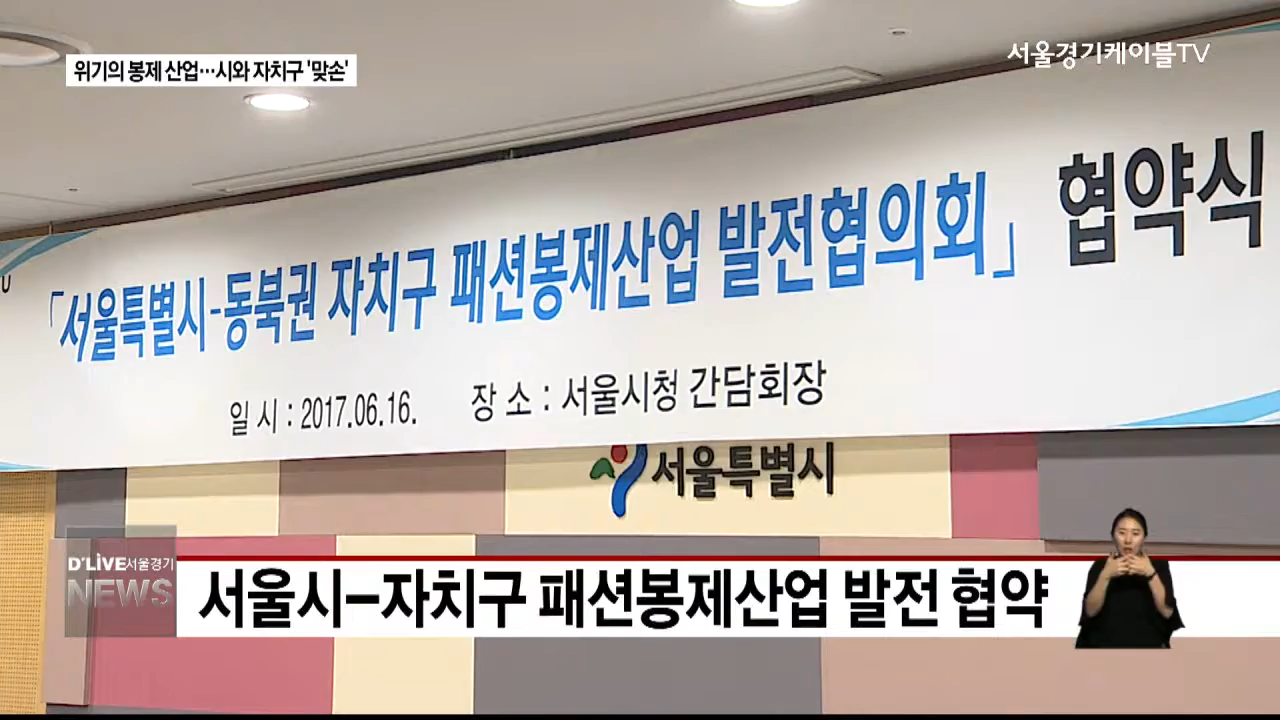 위기의 봉제 산업…시와 자치구 '맞손'
서울경기케이블TV
「서울특별시-동북권 자치구 패션봉제산업 발전협의회」 협약식
일 시 : 2017.06.16. 장 소 : 서울시청 간담회장
서울특별시
D'LIVE서울경기
NEWS
서울시-자치구 패션봉제산업 발전 협약